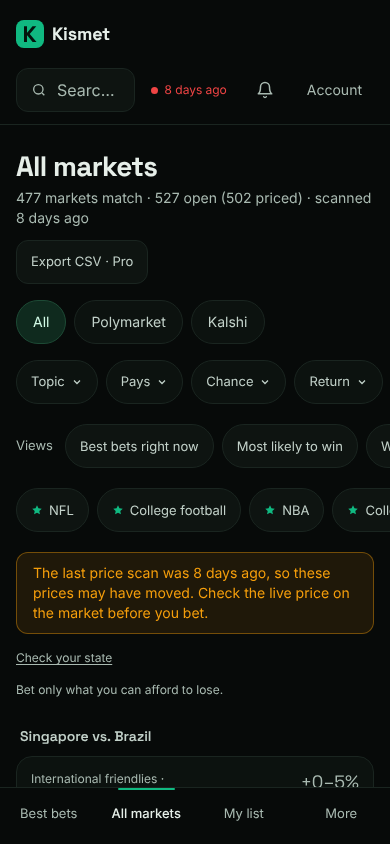 Kismet
Searc...
8 days ago
Account
All markets
477 markets match · 527 open (502 priced) · scanned
8 days ago
Export CSV · Pro
All
Polymarket
Kalshi
Topic
Pays
Chance
Return
Views
Best bets right now
Most likely to win
NFL
College football
NBA
The last price scan was 8 days ago, so these
prices may have moved. Check the live price on
the market before you bet.
Check your state
Bet only what you can afford to lose.
Singapore vs. Brazil
International friendlies ·
+0–5%
Best bets
All markets
My list
More